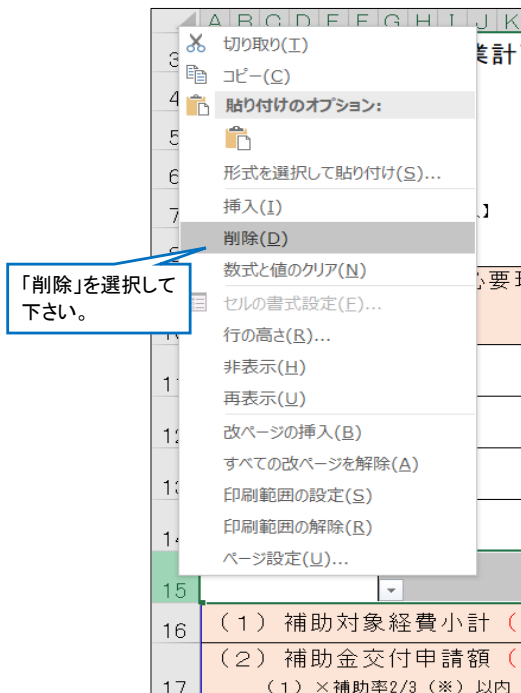 A B C D E F G H I J K
3 業計
切り取り(T)
コピー(C)
4
貼り付けのオプション:
5
6
形式を選択して貼り付け(S)...
7
挿入(I)
】
削除(D)
数式と値のクリア(N)
「削除」を選択して
下さい。
必要理
セルの書式設定(F)...
行の高さ(R)...
非表示(H)
再表示(U)
改ページの挿入(B)
すべての改ページを解除(A)
印刷範囲の設定(S)
印刷範囲の解除(R)
ページ設定(U)...
15
16 (1) 補助対象経費小計 (
(2) 補助金交付申請額 (
17 (1)×補助率2/3(※)以内